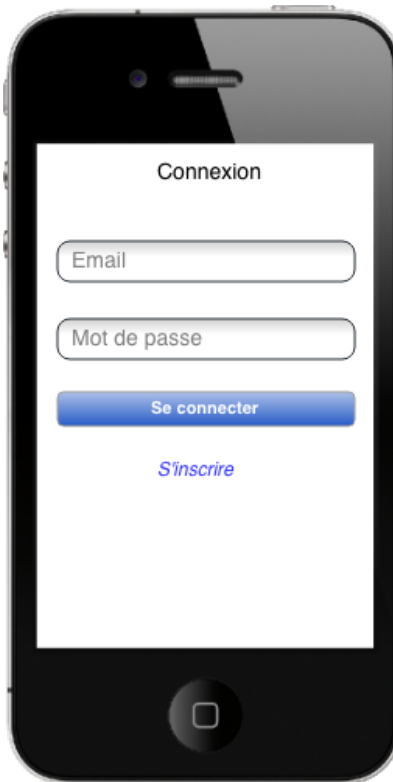 Connexion
Email
Mot de passe
Se connecter
S'inscrire